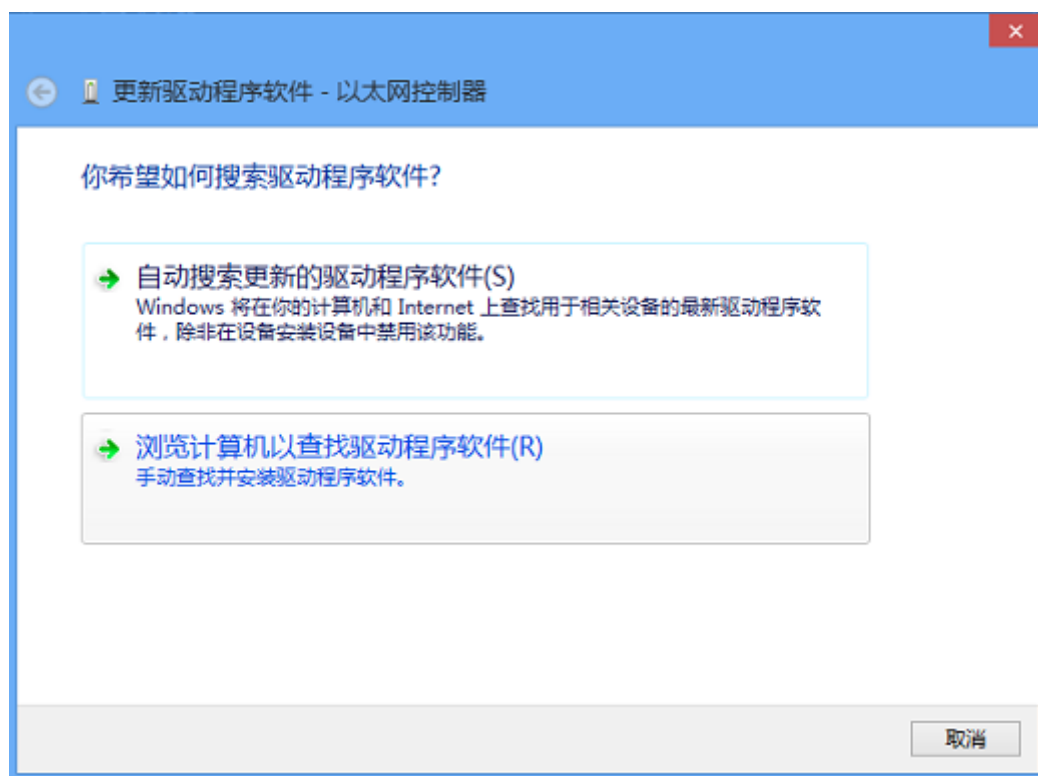 更新驱动程序软件 - 以太网控制器
你希望如何搜索驱动程序软件?
自动搜索更新的驱动程序软件(S)
Windows 将在你的计算机和 Internet 上查找用于相关设备的最新驱动程序软
件，除非在设备安装设备中禁用该功能。
浏览计算机以查找驱动程序软件(R)
手动查找并安装驱动程序软件。
取消